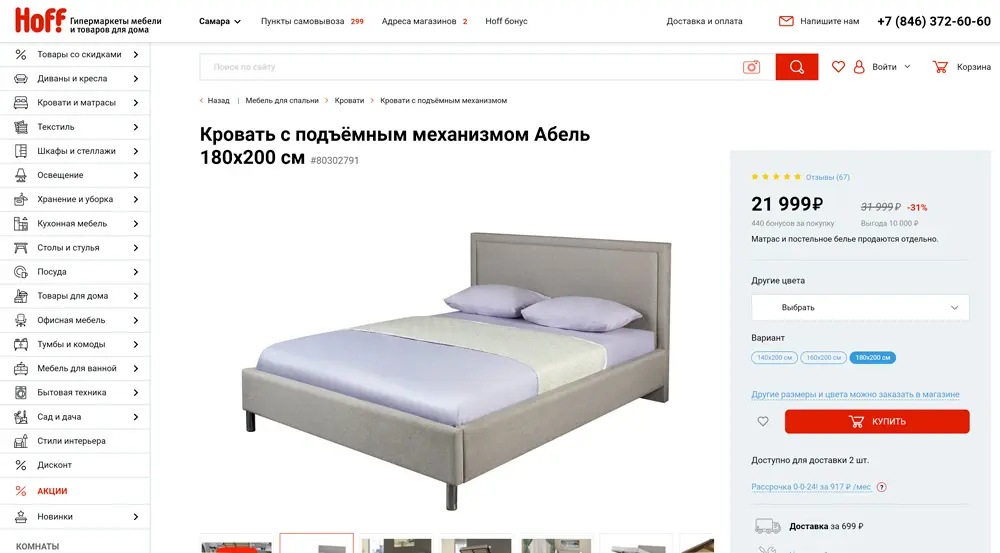 Hoff Гипермаркеты мебели
и товаров для дома
Самара
Пункты самовывоза 299
Адреса магазинов 2
Hoff бонус
Доставка и оплата
Напишите нам
+7 (846) 372-60-60
Товары со скидками
Диваны и кресла
Кровати и матрасы
Текстиль
Шкафы и стеллажи
Освещение
Хранение и уборка
Кухонная мебель
Столы и стулья
Посуда
Товары для дома
Офисная мебель
Тумбы и комоды
Мебель для ванной
Бытовая техника
Сад и дача
Стили интерьера
Дисконт
АКЦИИ
Новинки
КОМНАТЫ
Поиск по сайту
Войти
Корзина
Назад | Мебель для спальни > Кровати > Кровати с подъёмным механизмом
Кровать с подъёмным механизмом Абель
180х200 см #80302791
Отзывы (67)
21 999₽ 31 999₽ -31%
440 бонусов за покупку Выгода 10 000 ₽
Матрас и постельное белье продаются отдельно.
Другие цвета
Выбрать
Вариант
140х200 см 160х200 см 180х200 см
Другие размеры и цвета можно заказать в магазине
КУПИТЬ
Доступно для доставки 2 шт.
Рассрочка 0-0-24! за 917 ₽ /мес ?
Доставка за 699 ₽